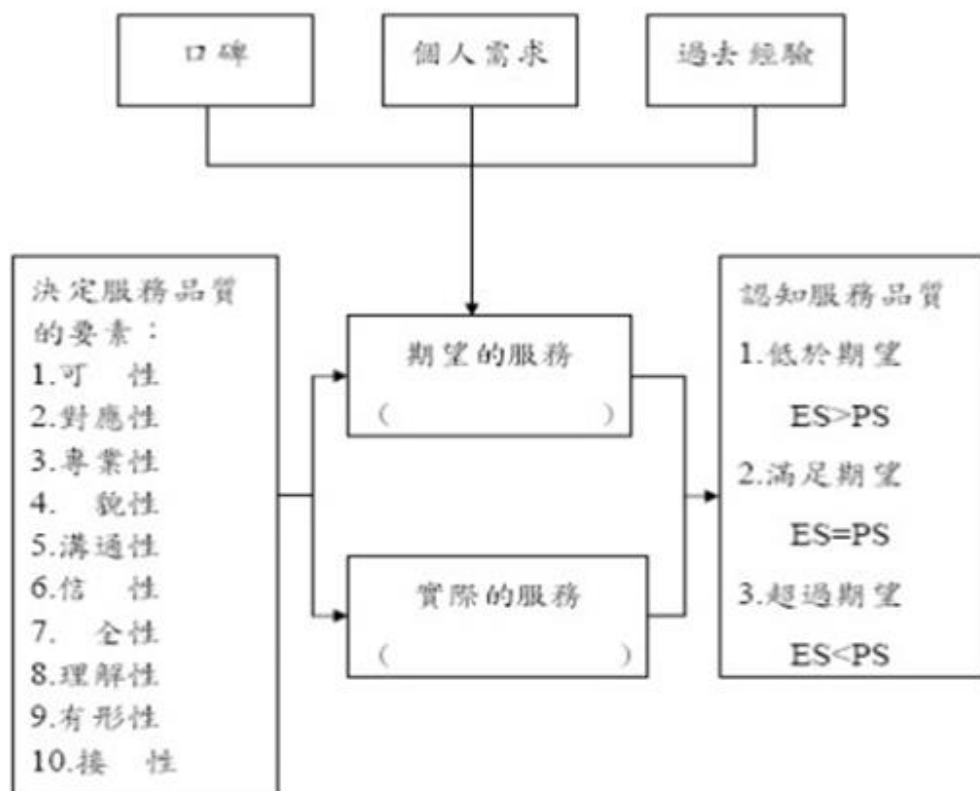 口碑
個人需求
過去經驗
決定服務品質
的要素：
1.可　性
2.對應性
3.專業性
4.　貌性
5.溝通性
6.信　性
7.　全性
8.理解性
9.有形性
10.接　性
期望的服務
(　　　　　　)
實際的服務
(　　　　　　)
認知服務品質
1.低於期望
ES>PS
2.滿足期望
ES=PS
3.超過期望
ES<PS